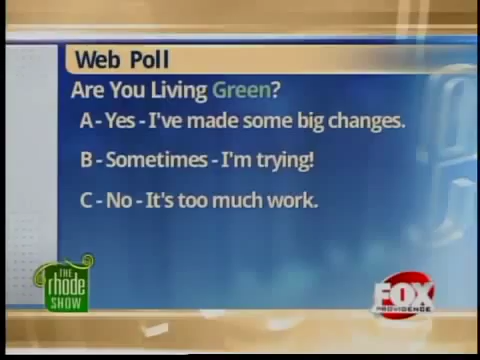 Web Poll
Are You Living Green?
A - Yes - I've made some big changes.
B - Sometimes - I'm trying!
C - No - It's too much work.
THE
rhode
SHOW
FOX
PROVIDENCE